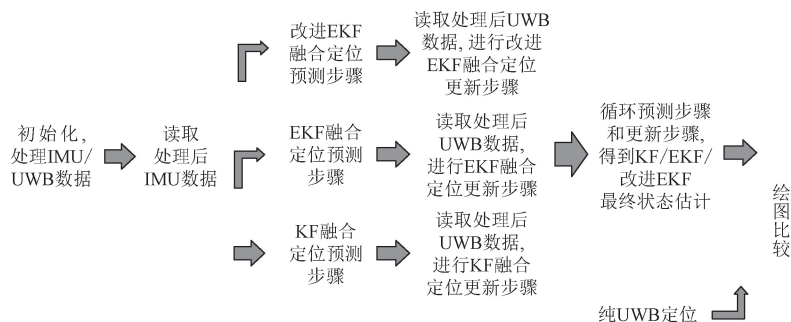 初始化,
处理IMU/
UWB数据
读取
处理后
IMU数据
改进EKF
融合定位
预测步骤
读取处理后UWB
数据, 进行改进
EKF融合定位
更新步骤
EKF融合
定位预测
步骤
读取处理后
UWB数据,
进行EKF融合
定位更新步骤
KF融合
定位预测
步骤
读取处理后
UWB数据,
进行KF融合
定位更新步骤
循环预测步骤
和更新步骤,
得到KF/EKF/
改进EKF
最终状态估计
纯UWB定位
绘图比较